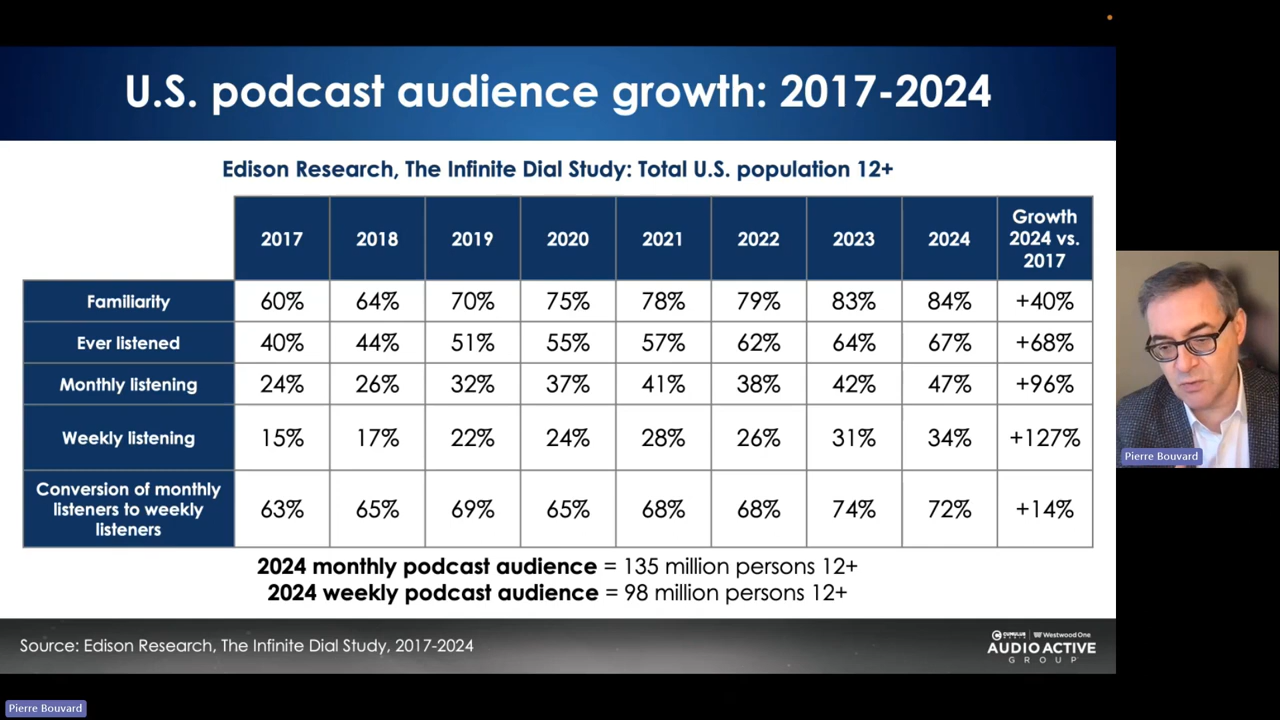 U.S. podcast audience growth: 2017-2024
Edison Research, The Infinite Dial Study: Total U.S. population 12+
2017 2018 2019 2020 2021 2022 2023 2024 Growth 2024 vs. 2017
Familiarity 60% 64% 70% 75% 78% 79% 83% 84% +40%
Ever listened 40% 44% 51% 55% 57% 62% 64% 67% +68%
Monthly listening 24% 26% 32% 37% 41% 38% 42% 47% +96%
Weekly listening 15% 17% 22% 24% 28% 26% 31% 34% +127%
Conversion of monthly listeners to weekly listeners 63% 65% 69% 65% 68% 68% 74% 72% +14%
2024 monthly podcast audience = 135 million persons 12+
2024 weekly podcast audience = 98 million persons 12+
Source: Edison Research, The Infinite Dial Study, 2017-2024
CUMULUS MEDIA | Westwood One
AUDIO ACTIVE
GROUP
Pierre Bouvard
Pierre Bouvard